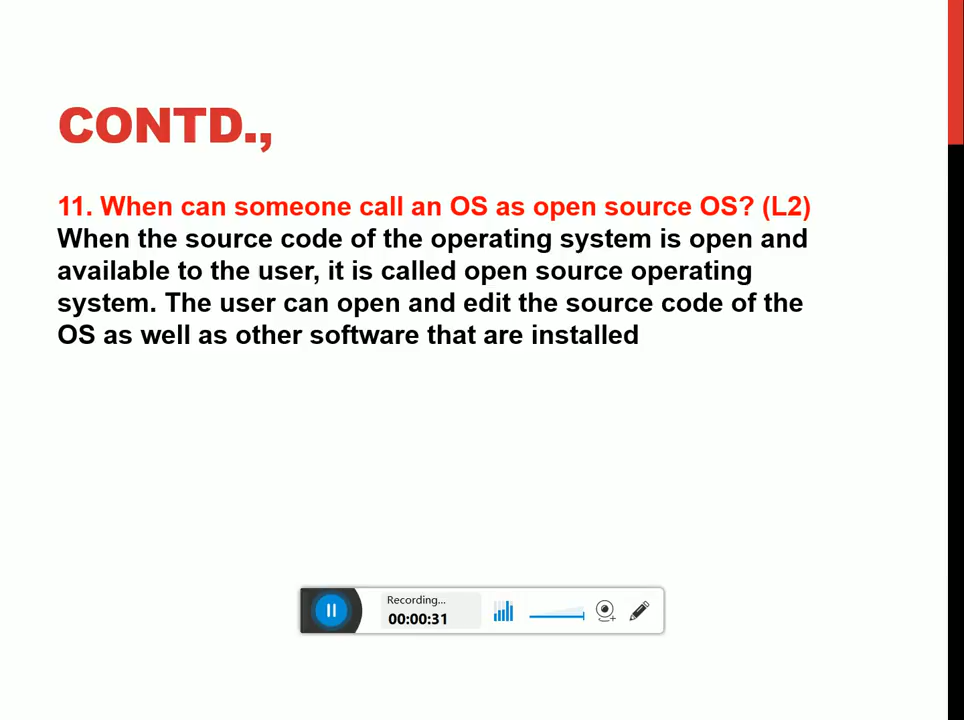 CONTD.,
11. When can someone call an OS as open source OS? (L2)
When the source code of the operating system is open and
available to the user, it is called open source operating
system. The user can open and edit the source code of the
OS as well as other software that are installed
Recording...
00:00:31